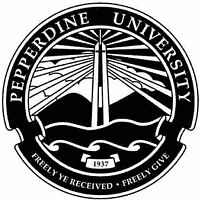 PEPPERDINE UNIVERSITY
1937
FREELY YE RECEIVED • FREELY GIVE